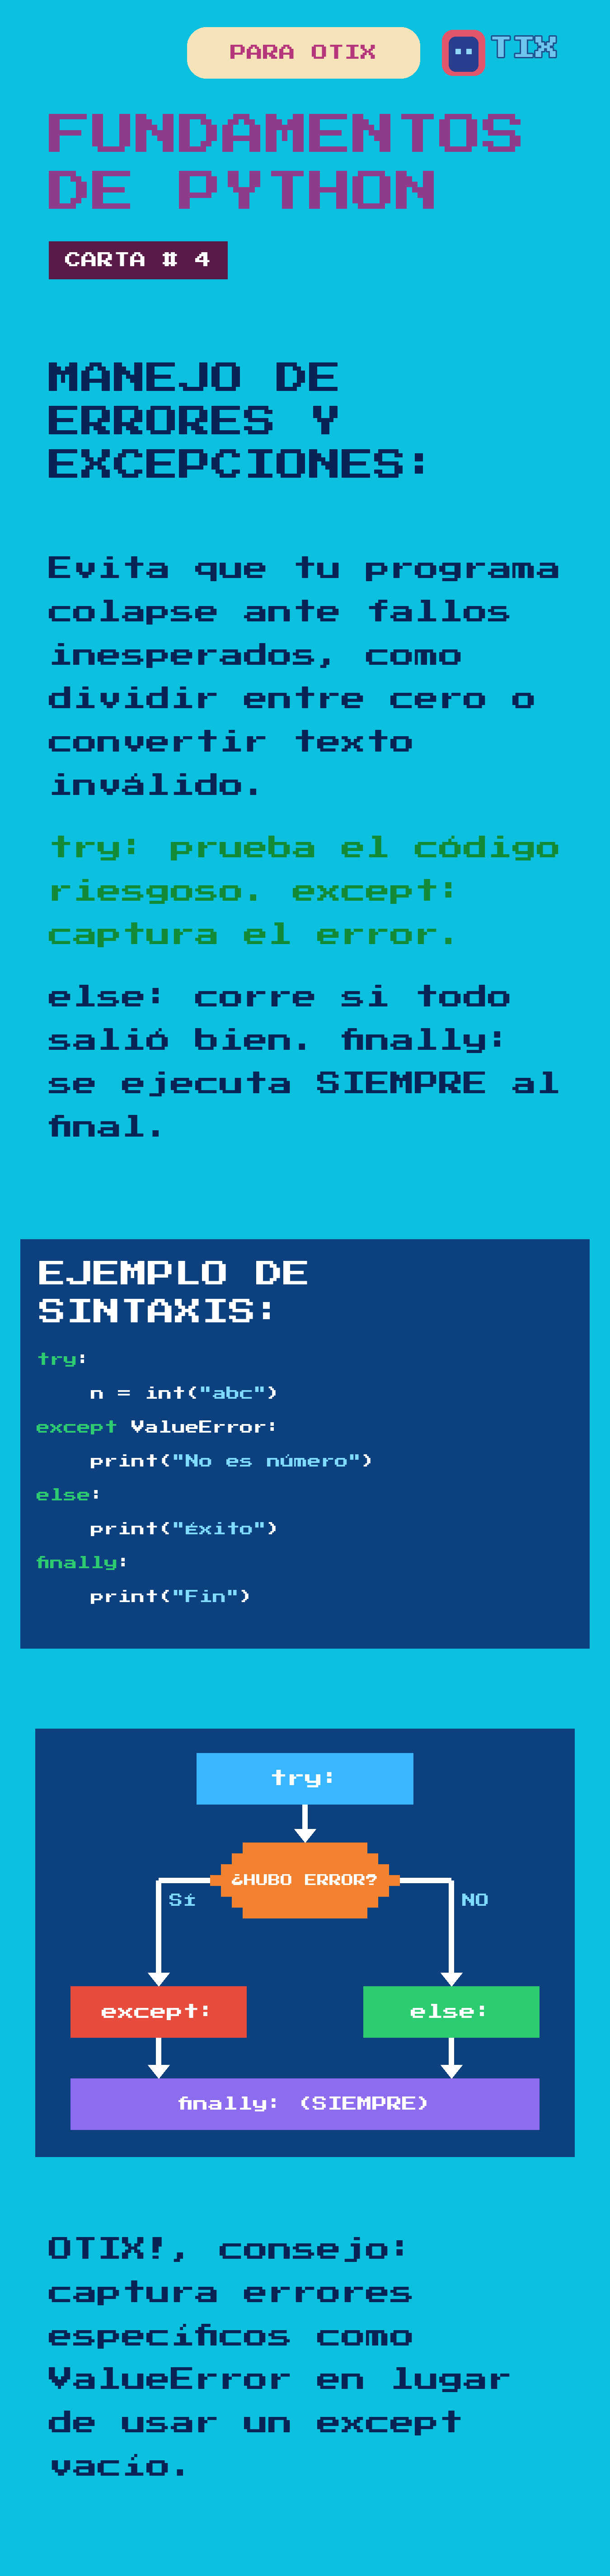 PARA OTIX
TIX
FUNDAMENTOS
DE PYTHON
CARTA # 4
MANEJO DE
ERRORES Y
EXCEPCIONES:
Evita que tu programa
colapse ante fallos
inesperados, como
dividir entre cero o
convertir texto
inválido.
try: prueba el código
riesgoso. except:
captura el error.
else: corre si todo
salió bien. finally:
se ejecuta SIEMPRE al
final.
EJEMPLO DE
SINTAXIS:
try:
    n = int("abc")
except ValueError:
    print("No es número")
else:
    print("Éxito")
finally:
    print("Fin")
try:
¿HUBO ERROR?
Sí
NO
except:
else:
finally: (SIEMPRE)
OTIX!, consejo:
captura errores
específicos como
ValueError en lugar
de usar un except
vacío.